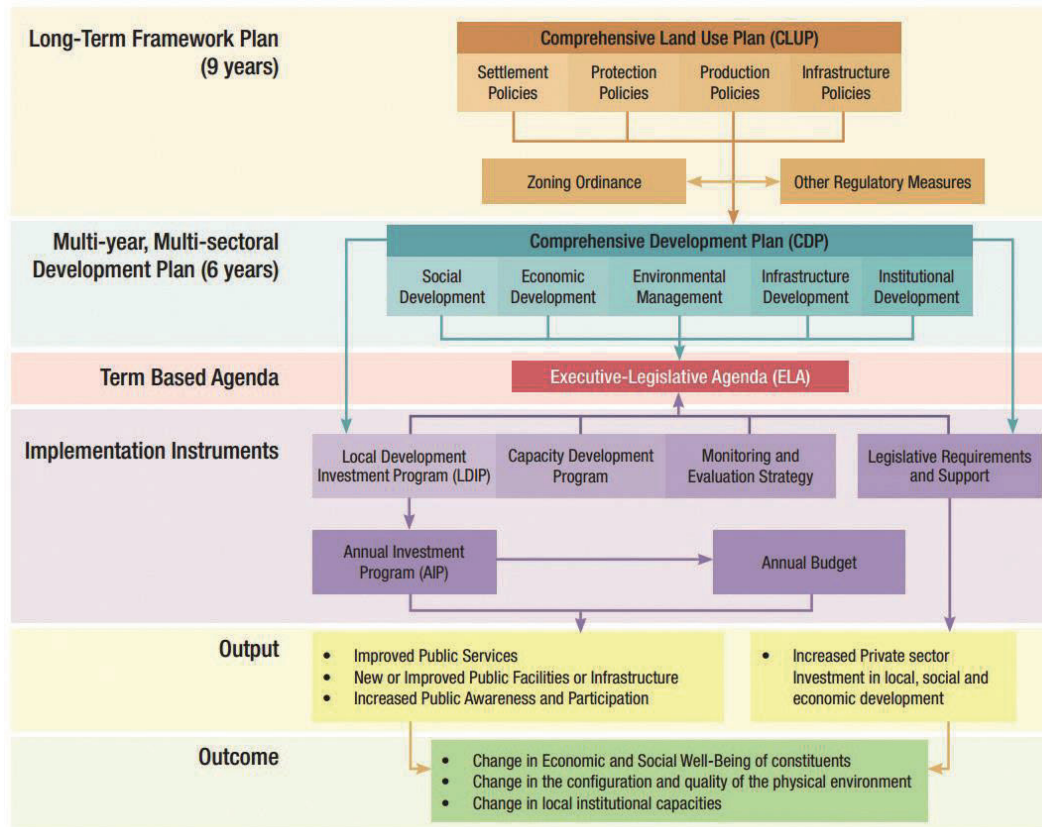 Long-Term Framework Plan
(9 years)
Comprehensive Land Use Plan (CLUP)
Settlement
Policies
Protection
Policies
Production
Policies
Infrastructure
Policies
Zoning Ordinance
Other Regulatory Measures
Multi-year, Multi-sectoral
Development Plan (6 years)
Comprehensive Development Plan (CDP)
Social
Development
Economic
Development
Environmental
Management
Infrastructure
Development
Institutional
Development
Term Based Agenda
Executive-Legislative Agenda (ELA)
Implementation Instruments
Local Development
Investment Program (LDIP)
Capacity Development
Program
Monitoring and
Evaluation Strategy
Legislative Requirements
and Support
Annual Investment
Program (AIP)
Annual Budget
Output
• Improved Public Services
• New or Improved Public Facilities or Infrastructure
• Increased Public Awareness and Participation
• Increased Private sector
Investment in local, social and
economic development
Outcome
• Change in Economic and Social Well-Being of constituents
• Change in the configuration and quality of the physical environment
• Change in local institutional capacities